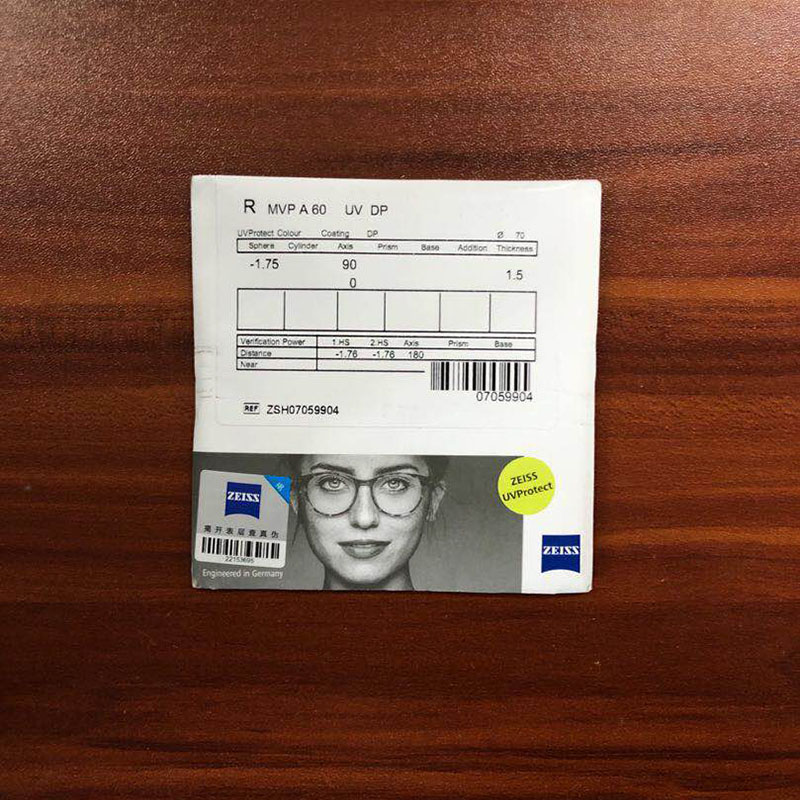 R MVP A 60 UV DP
UVProtect Colour Coating DP Ø 70
Sphere Cylinder Axis Prism Base Addition Thickness
-1.75 90 1.5
0
Verification Power 1.HS 2.HS Axis Prism Base
Distance -1.76 -1.76 180
Near
07059904
REF ZSH07059904
ZEISS
UVProtect
ZEISS
揭开表层查真伪
22153695
Engineered in Germany
ZEISS